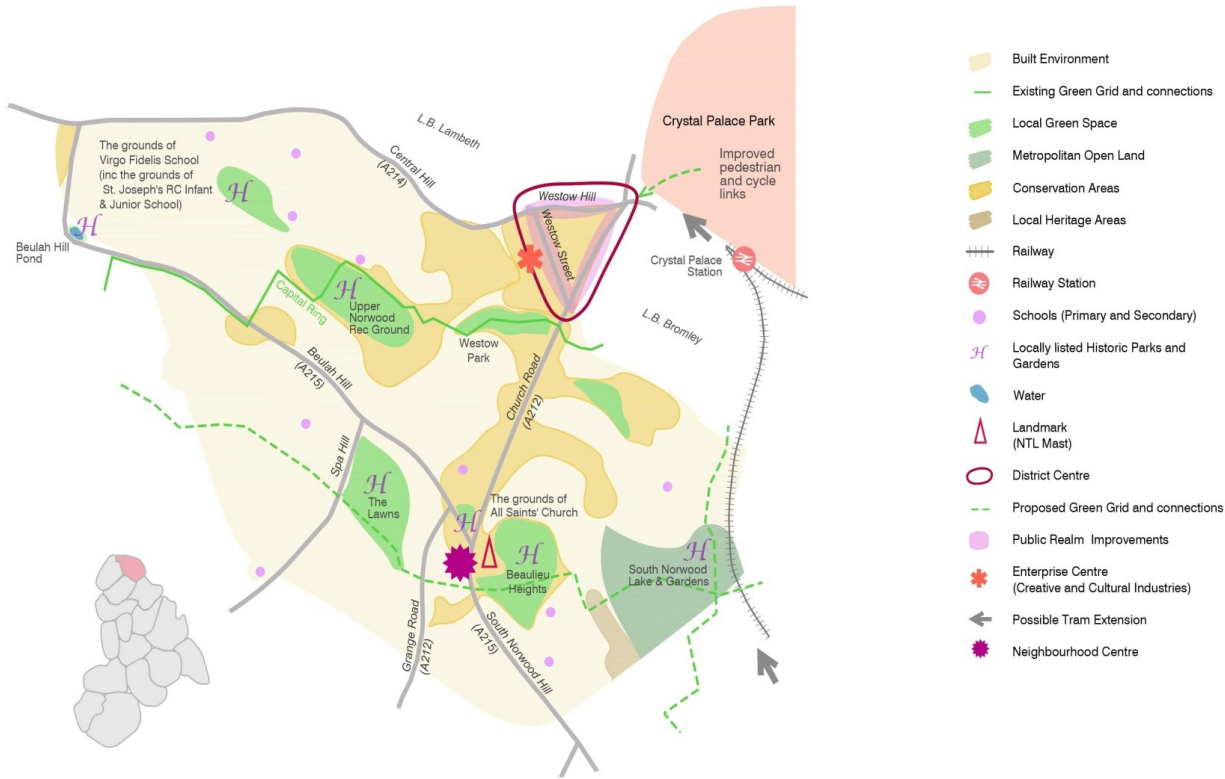 The grounds of
Virgo Fidelis School
(inc the grounds of
St. Joseph's RC Infant
& Junior School)
H
H
Beulah Hill
Pond
L.B. Lambeth
Central Hill
(A214)
Crystal Palace Park
Improved
pedestrian
and cycle
links
Westow Hill
Westow Street
Crystal Palace
Station
L.B. Bromley
Capital Ring
H
Upper
Norwood
Rec Ground
Westow
Park
Beulah Hill
(A215)
Church Road
(A212)
Spa Hill
H
The
Lawns
The grounds of
All Saints' Church
H
H
Beaulieu
Heights
H
South Norwood
Lake & Gardens
Grange Road
(A212)
South Norwood Hill
(A215)
Built Environment
Existing Green Grid and connections
Local Green Space
Metropolitan Open Land
Conservation Areas
Local Heritage Areas
Railway
Railway Station
Schools (Primary and Secondary)
H
Locally listed Historic Parks and
Gardens
Water
Landmark
(NTL Mast)
District Centre
Proposed Green Grid and connections
Public Realm Improvements
Enterprise Centre
(Creative and Cultural Industries)
Possible Tram Extension
Neighbourhood Centre